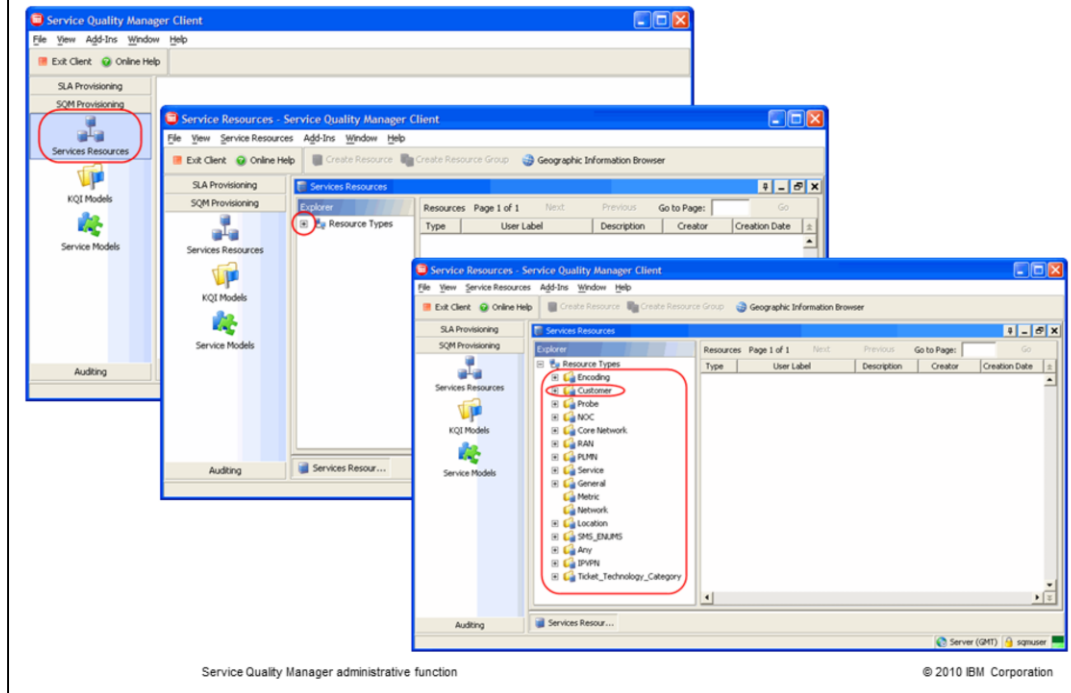 Service Quality Manager Client
File View Add-Ins Window Help
Exit Client Online Help
SLA Provisioning
SQM Provisioning
Services Resources
KQI Models
Service Models
Auditing
Service Resources - Service Quality Manager Client
File View Service Resources Add-Ins Window Help
Exit Client Online Help Create Resource Create Resource Group Geographic Information Browser
SLA Provisioning
SQM Provisioning
Services Resources
KQI Models
Service Models
Auditing
Services Resources
Explorer
Resource Types
Resources Page 1 of 1 Next Previous Go to Page: Go
Type User Label Description Creator Creation Date
Services Resour...
Service Resources - Service Quality Manager Client
File View Service Resources Add-Ins Window Help
Exit Client Online Help Create Resource Create Resource Group Geographic Information Browser
SLA Provisioning
SQM Provisioning
Services Resources
KQI Models
Service Models
Auditing
Services Resources
Explorer
Resource Types
Encoding
Customer
Probe
NOC
Core Network
RAN
PLMN
Service
General
Metric
Network
Location
SMS_ENUMS
Any
IPVPN
Ticket_Technology_Category
Resources Page 1 of 1 Next Previous Go to Page: Go
Type User Label Description Creator Creation Date
Services Resour...
Server (GMT) sqmuser
Service Quality Manager administrative function
© 2010 IBM Corporation